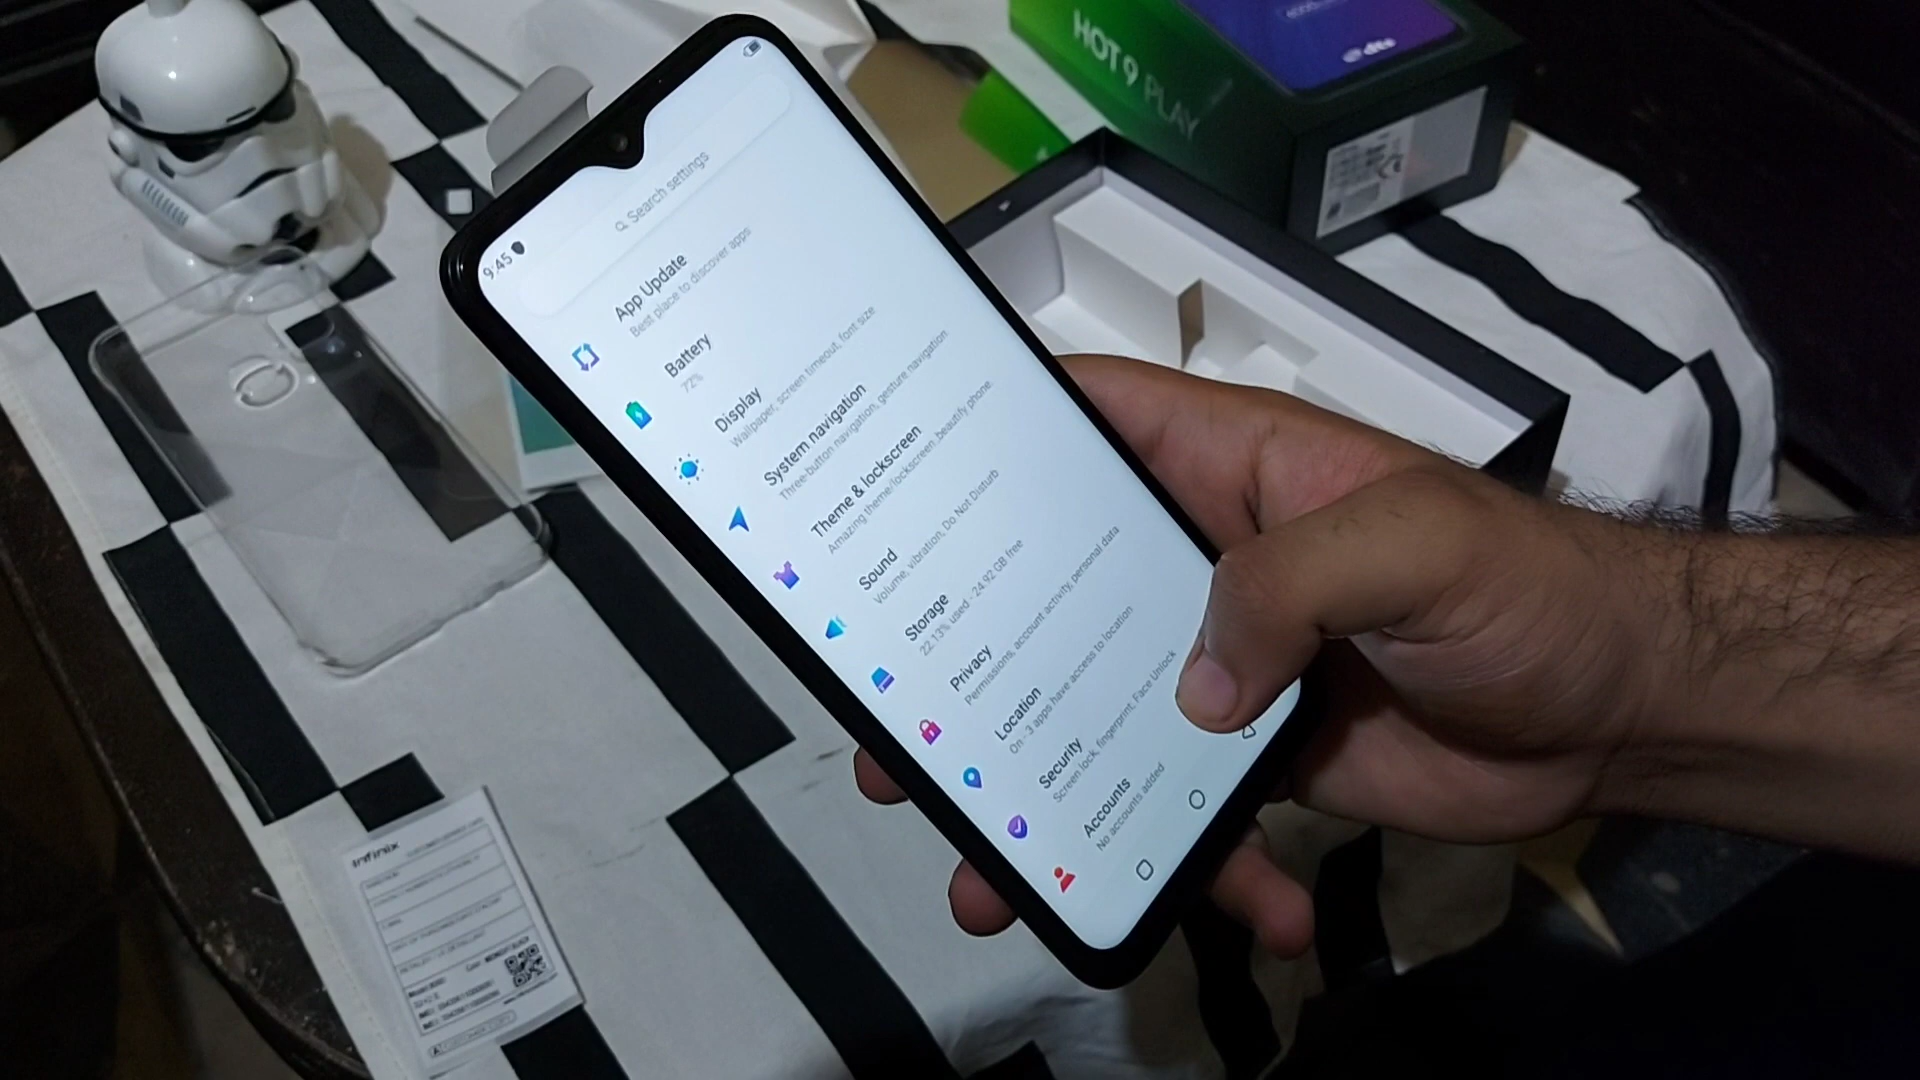 9:45
Search settings
App Update
Best place to discover apps
Battery
72%
Display
Wallpaper, screen timeout, font size
System navigation
Three-button navigation, gesture navigation
Theme & lockscreen
Amazing theme/lockscreen, beautify phone.
Sound
Volume, vibration, Do Not Disturb
Storage
22.13% used - 24.92 GB free
Privacy
Permissions, account activity, personal data
Location
On - 3 apps have access to location
Security
Screen lock, fingerprint, Face Unlock
Accounts
No accounts added
HOT 9 PLAY
dts
Infinix